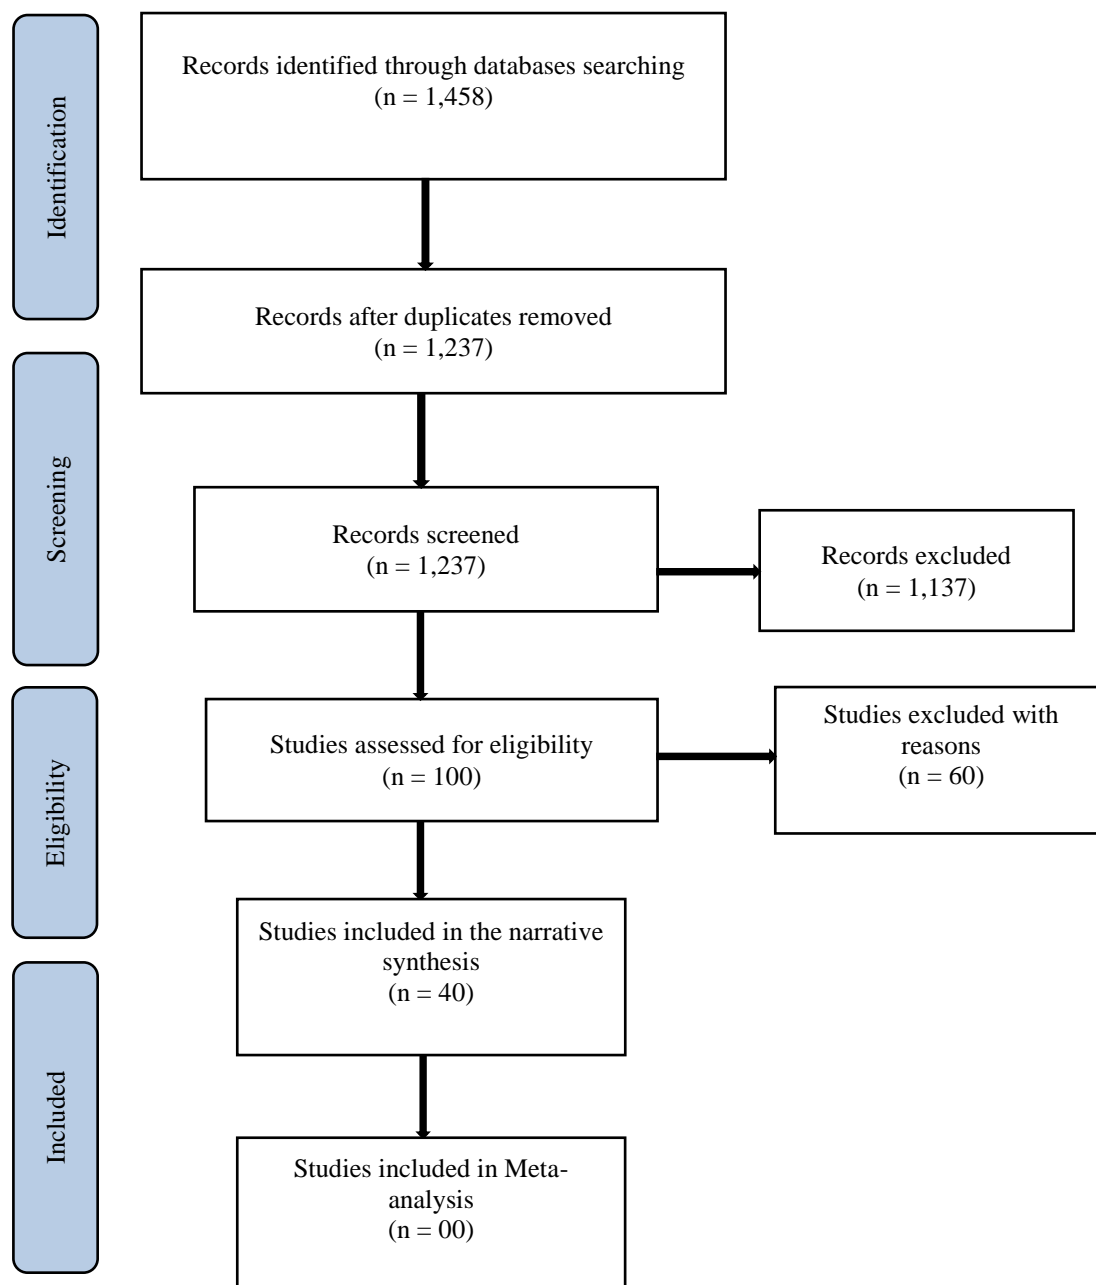 Identification
Records identified through databases searching
(n = 1,458)
Records after duplicates removed
(n = 1,237)
Screening
Records screened
(n = 1,237)
Records excluded
(n = 1,137)
Eligibility
Studies assessed for eligibility
(n = 100)
Studies excluded with
reasons
(n = 60)
Included
Studies included in the narrative
synthesis
(n = 40)
Studies included in Meta-
analysis
(n = 00)